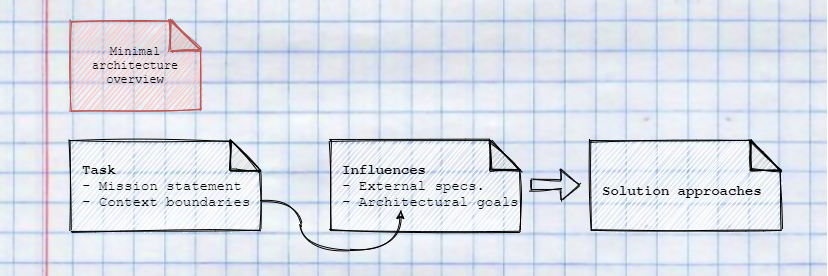 Minimal
architecture
overview
Task
- Mission statement
- Context boundaries
Influences
- External specs.
- Architectural goals
Solution approaches